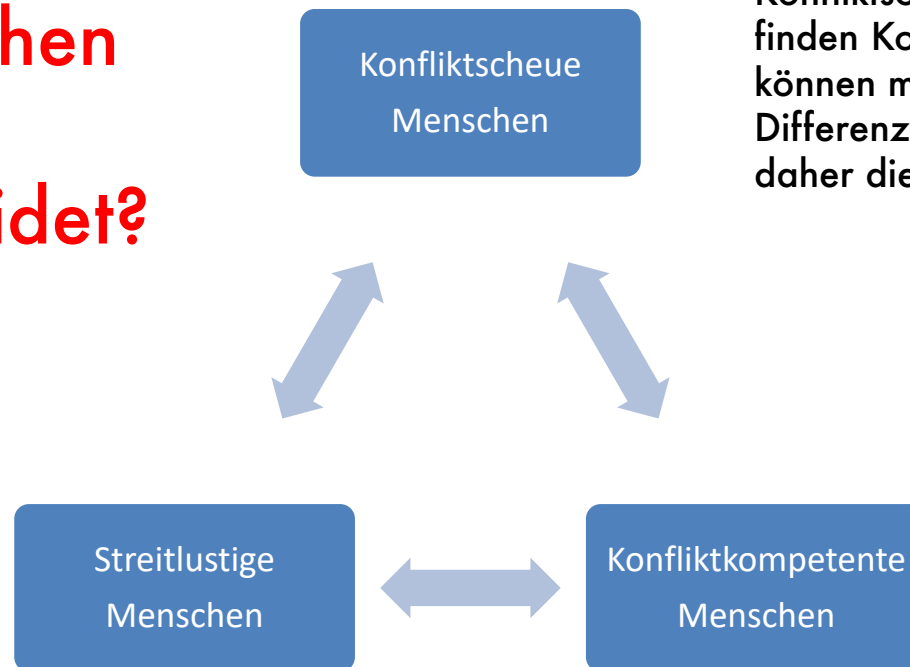 hen
idet?
Konfliktscheue
Menschen
finden Ko
können m
Differenz
daher die
Streitlustige
Menschen
Konfliktkompetente
Menschen